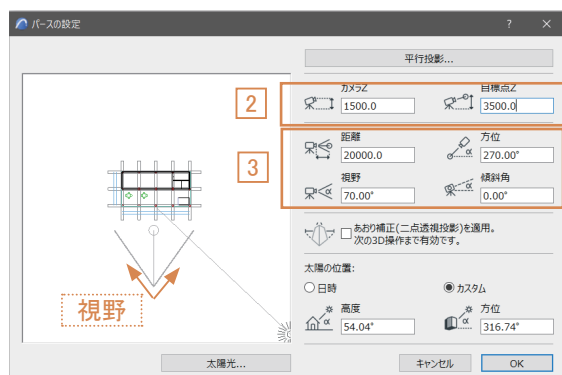 パースの設定
?
×
平行投影...
カメラZ
目標点Z
2
1500.0
3500.0
距離
方位
20000.0
270.00°
α
3
視野
傾斜角
70.00°
0.00°
α
α
あおり補正(二点透視投影)を適用。
次の3D操作まで有効です。
太陽の位置:
日時
カスタム
高度
方位
54.04°
316.74°
α
α
視野
太陽光...
キャンセル
OK